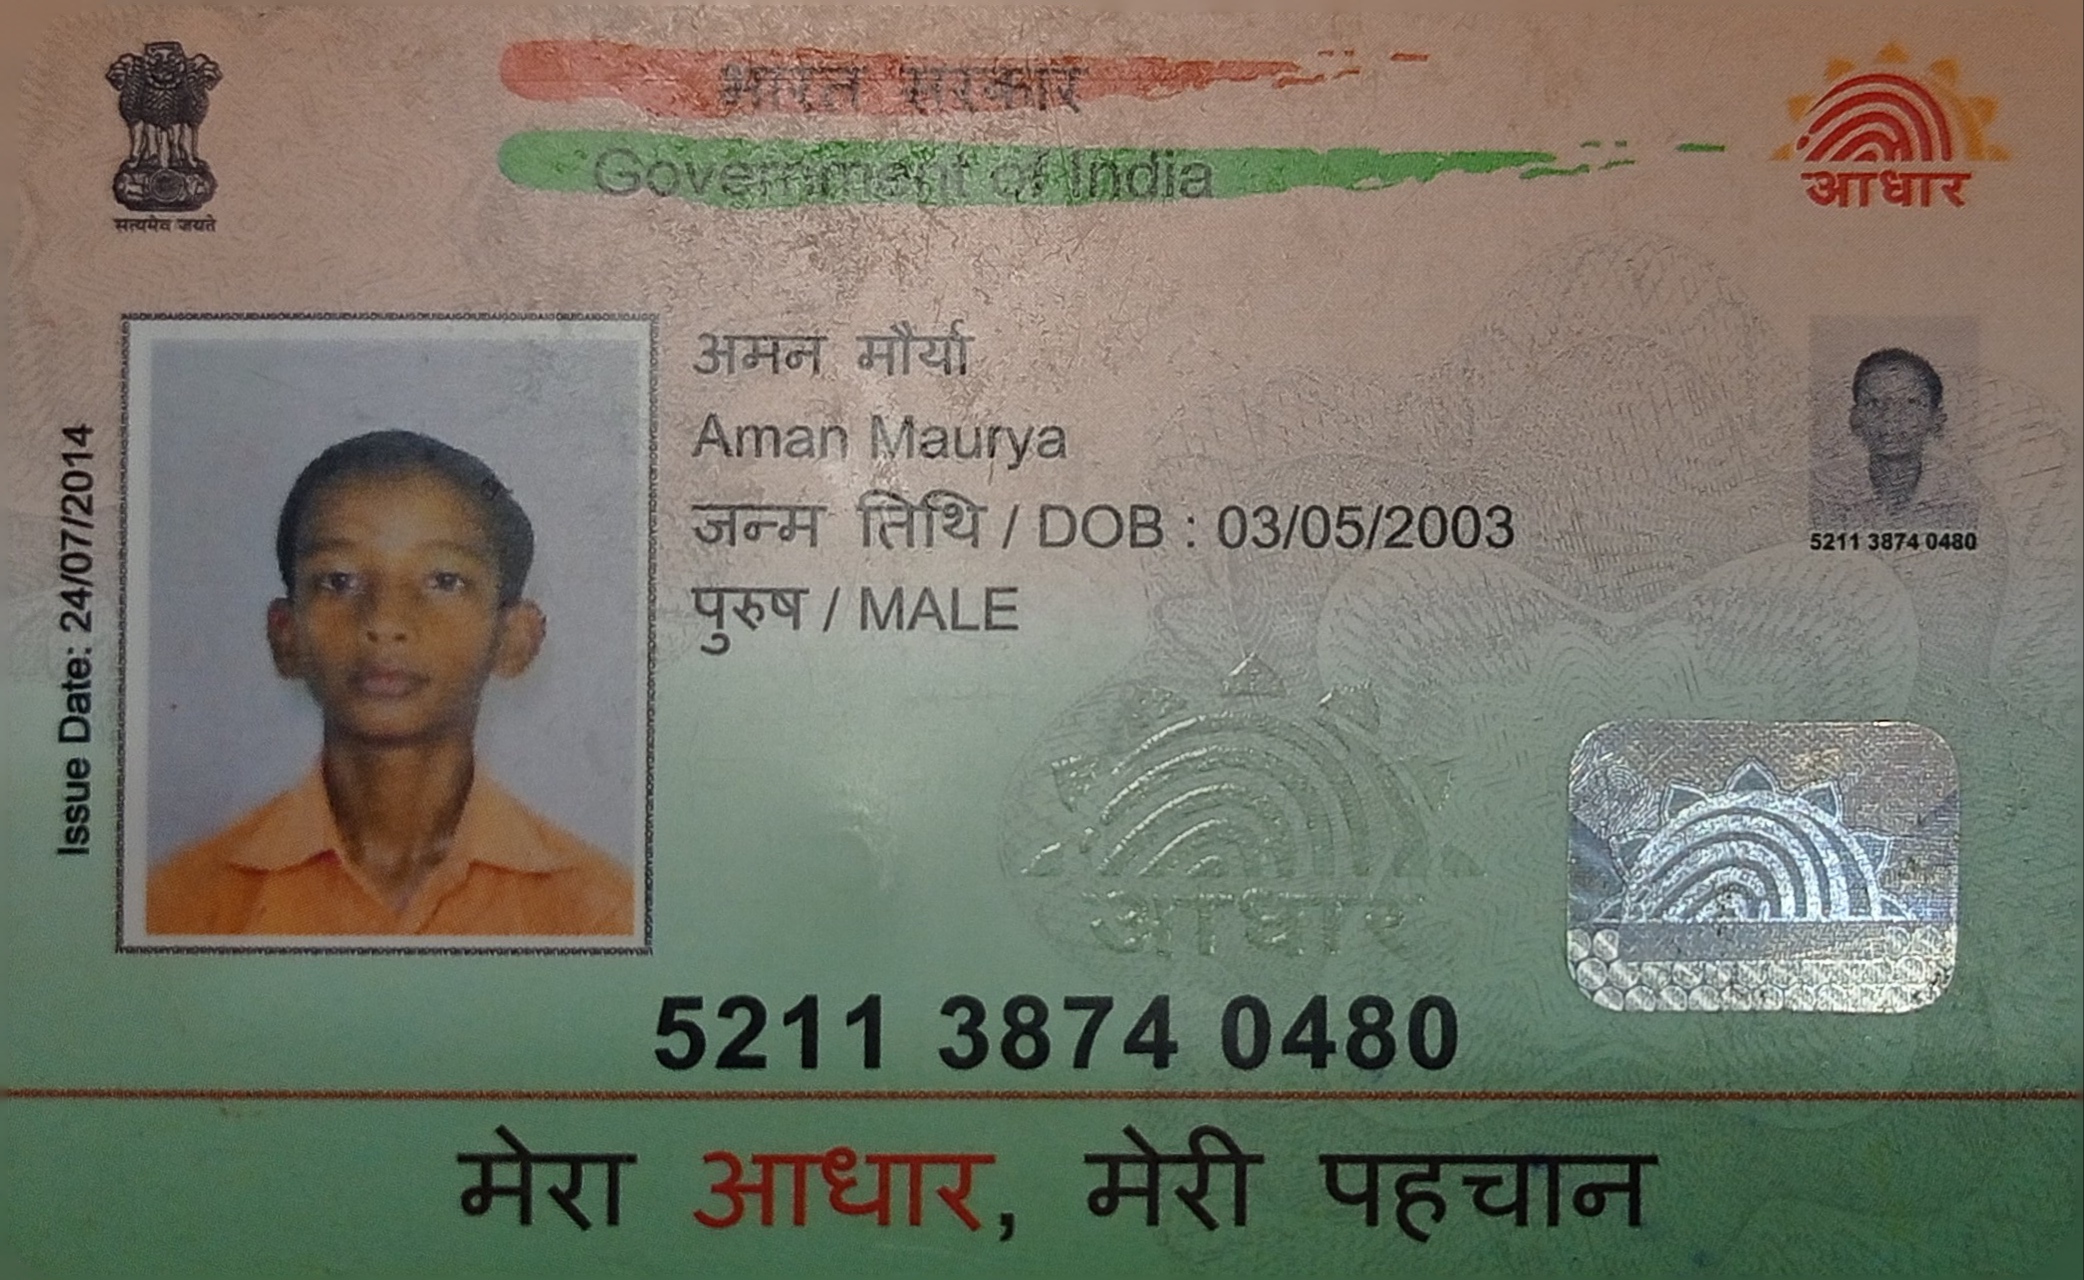 भारत सरकार
Government of India
सत्यमेव जयते
आधार
Issue Date: 24/07/2014
अमन मौर्या
Aman Maurya
जन्म तिथि / DOB : 03/05/2003
पुरुष / MALE
5211 3874 0480
आधार
5211 3874 0480
मेरा आधार, मेरी पहचान